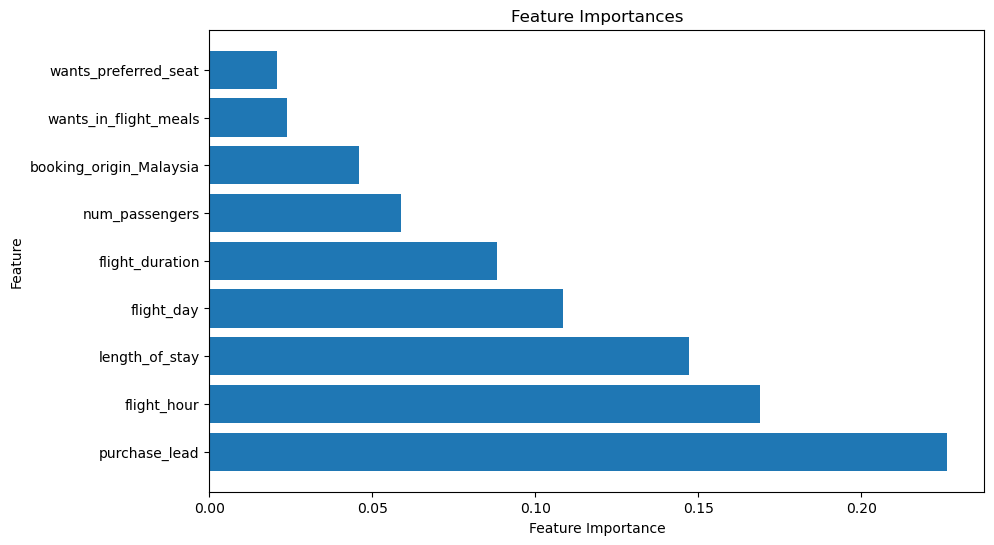 Feature Importances
wants_preferred_seat
wants_in_flight_meals
booking_origin_Malaysia
num_passengers
flight_duration
flight_day
length_of_stay
flight_hour
purchase_lead
Feature
0.00 0.05 0.10 0.15 0.20
Feature Importance